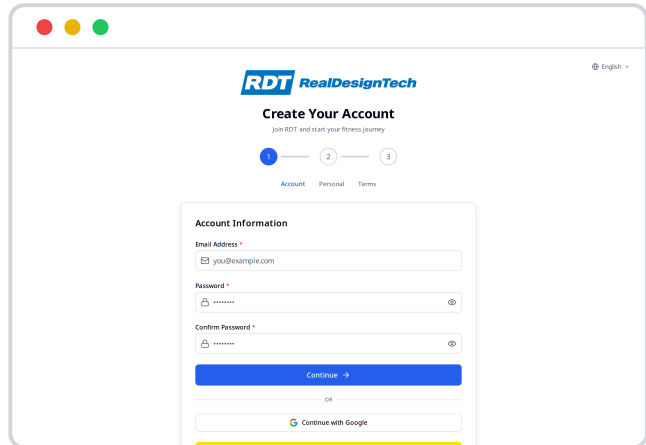 English
RDT RealDesignTech
Create Your Account
Join RDT and start your fitness journey
1 2 3
Account Personal Terms
Account Information
Email Address *
you@example.com
Password *
••••••••
Confirm Password *
••••••••
Continue →
OR
Continue with Google